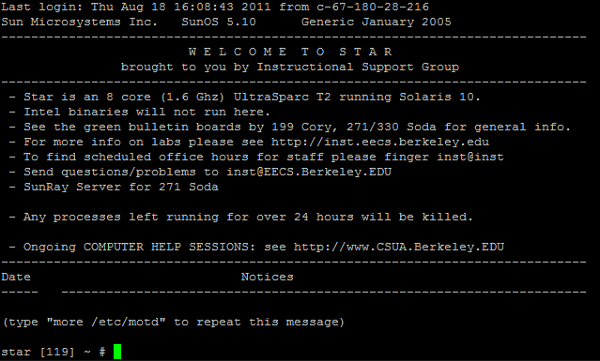 Last login: Thu Aug 18 16:08:43 2011 from c-67-180-28-216
Sun Microsystems Inc.   SunOS 5.10      Generic January 2005
-------------------------------------------------------------------------------
W E L C O M E   T O   S T A R
brought to you by Instructional Support Group
-------------------------------------------------------------------------------
- Star is an 8 core (1.6 Ghz) UltraSparc T2 running Solaris 10.
- Intel binaries will not run here.
- See the green bulletin boards by 199 Cory, 271/330 Soda for general info.
- For more info on labs please see http://inst.eecs.berkeley.edu
- To find scheduled office hours for staff please finger inst@inst
- Send questions/problems to inst@EECS.Berkeley.EDU
- SunRay Server for 271 Soda
- Any processes left running for over 24 hours will be killed.
- Ongoing COMPUTER HELP SESSIONS: see http://www.CSUA.Berkeley.EDU
-------------------------------------------------------------------------------
Date                             Notices
-----   -----------------------------------------------------------------------
(type "more /etc/motd" to repeat this message)
star [119] ~ #